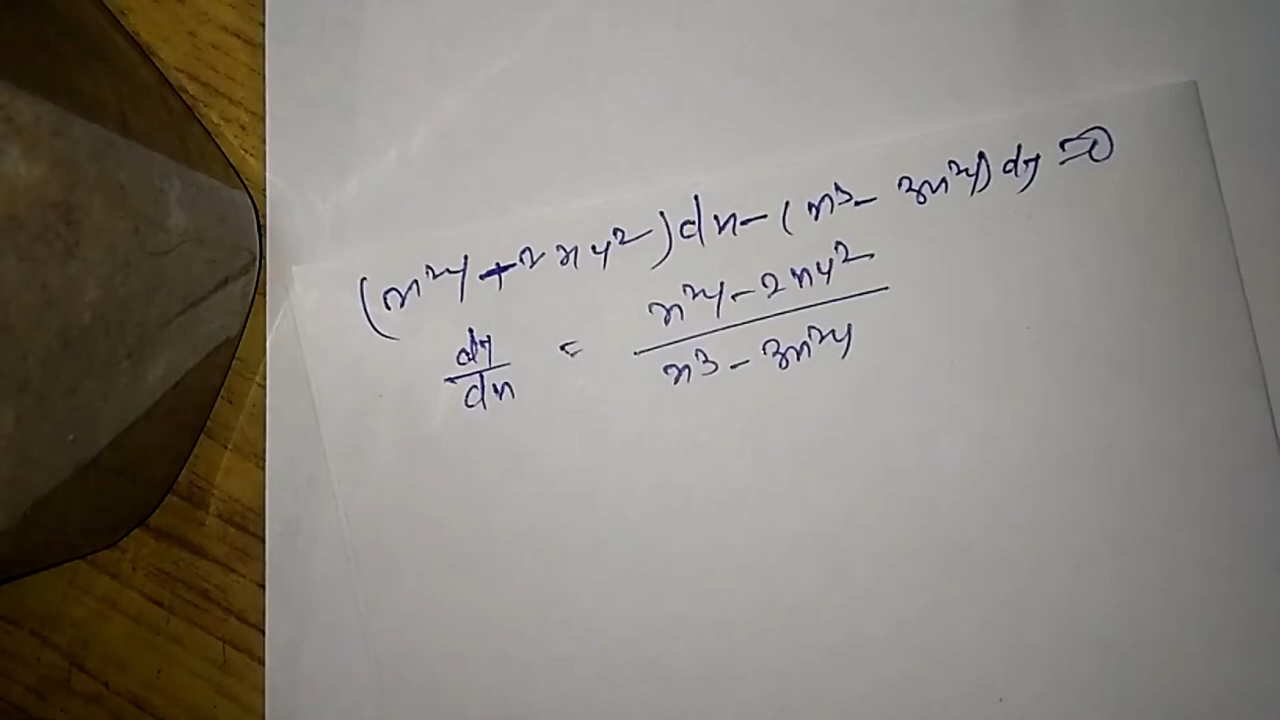 (x²y + 2xy²)dx - (x³ - 3x²y) dy = 0
dy/dx = (x²y - 2xy²)/(x³ - 3x²y)